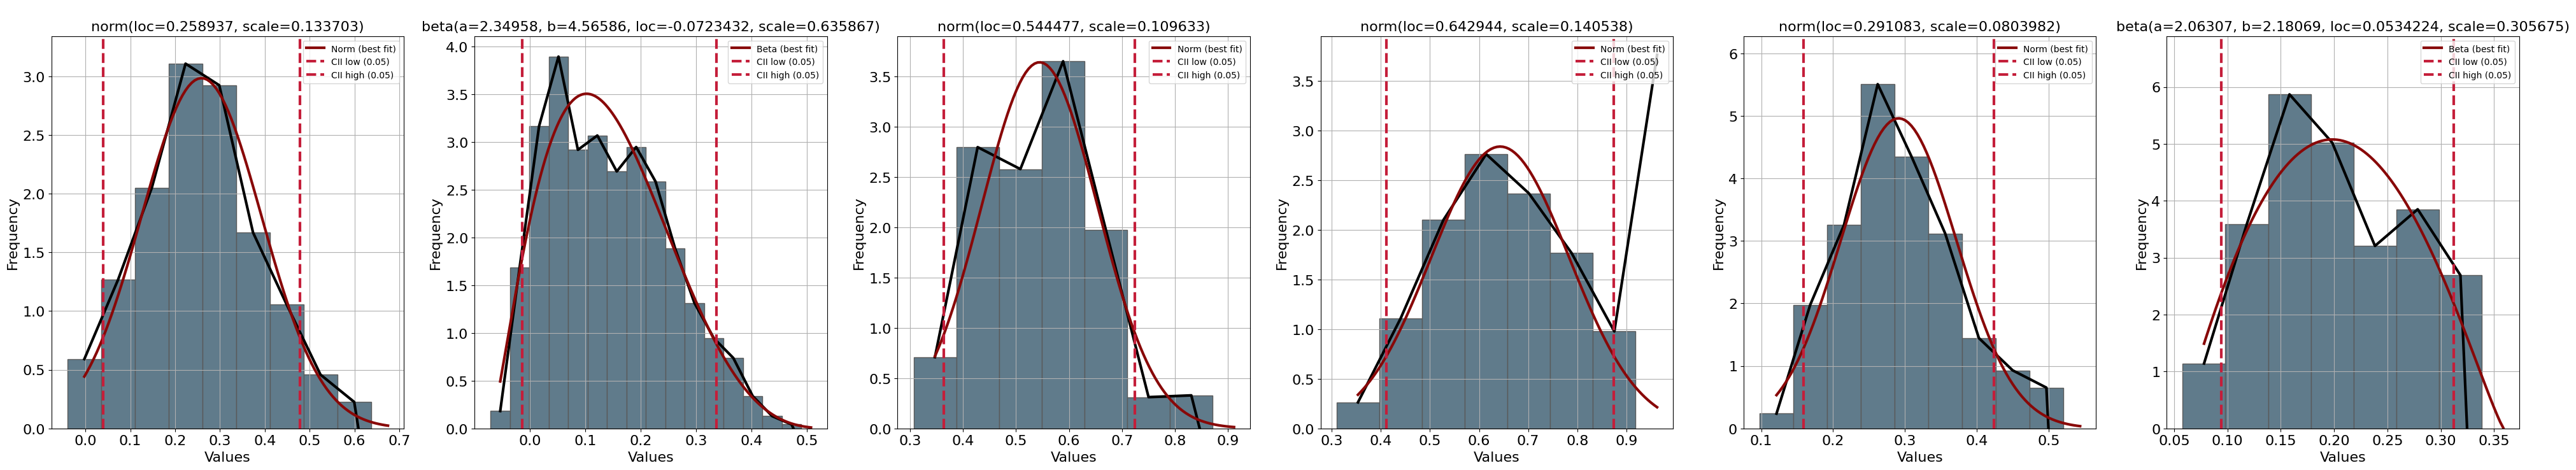 norm(loc=0.258937, scale=0.133703)
Norm (best fit)
CII low (0.05)
CII high (0.05)
3.0
2.5
2.0
1.5
1.0
0.5
0.0
Frequency
0.0 0.1 0.2 0.3 0.4 0.5 0.6 0.7
Values
beta(a=2.34958, b=4.56586, loc=-0.0723432, scale=0.635867)
Beta (best fit)
CII low (0.05)
CII high (0.05)
4.0
3.5
3.0
2.5
2.0
1.5
1.0
0.5
0.0
Frequency
0.0 0.1 0.2 0.3 0.4 0.5
Values
norm(loc=0.544477, scale=0.109633)
Norm (best fit)
CII low (0.05)
CII high (0.05)
3.5
3.0
2.5
2.0
1.5
1.0
0.5
0.0
Frequency
0.3 0.4 0.5 0.6 0.7 0.8 0.9
Values
norm(loc=0.642944, scale=0.140538)
Norm (best fit)
CII low (0.05)
CII high (0.05)
3.5
3.0
2.5
2.0
1.5
1.0
0.5
0.0
Frequency
0.3 0.4 0.5 0.6 0.7 0.8 0.9
Values
norm(loc=0.291083, scale=0.0803982)
Norm (best fit)
CII low (0.05)
CII high (0.05)
6
5
4
3
2
1
0
Frequency
0.1 0.2 0.3 0.4 0.5
Values
beta(a=2.06307, b=2.18069, loc=0.0534224, scale=0.305675)
Beta (best fit)
CII low (0.05)
CII high (0.05)
6
5
4
3
2
1
0
Frequency
0.05 0.10 0.15 0.20 0.25 0.30 0.35
Values